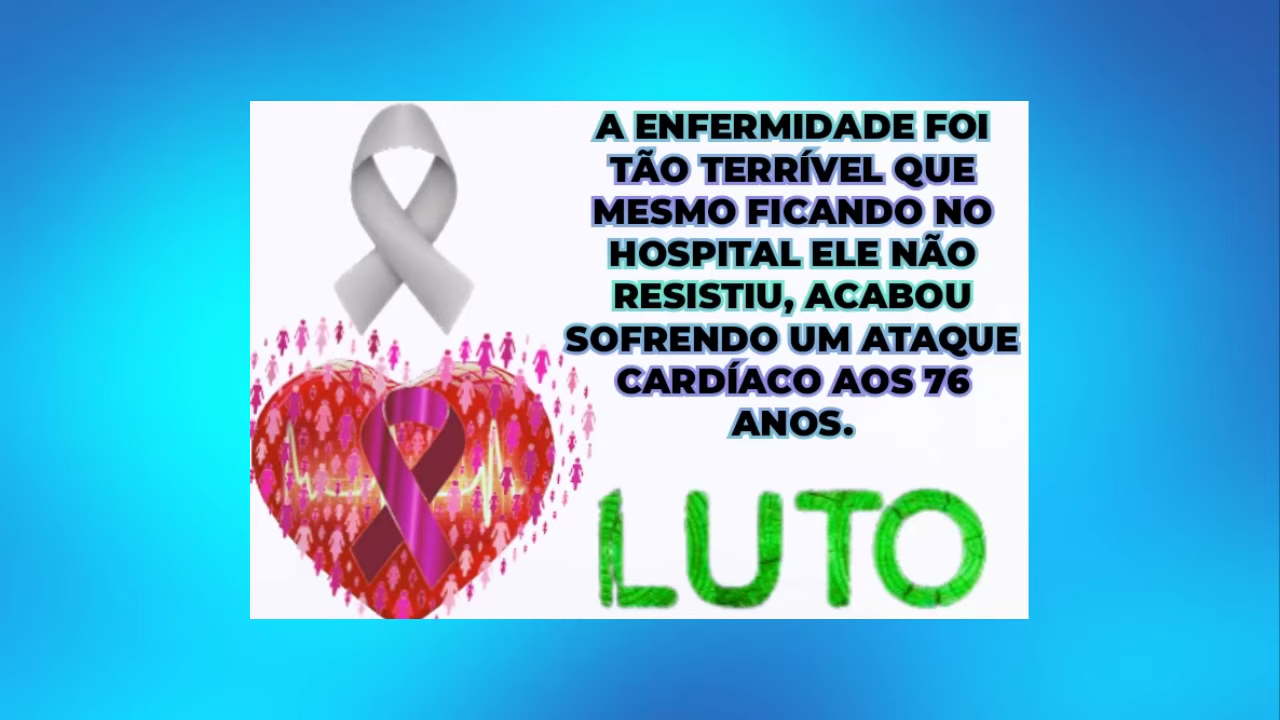 A ENFERMIDADE FOI
TÃO TERRÍVEL QUE
MESMO FICANDO NO
HOSPITAL ELE NÃO
RESISTIU, ACABOU
SOFRENDO UM ATAQUE
CARDÍACO AOS 76
ANOS.
LUTO